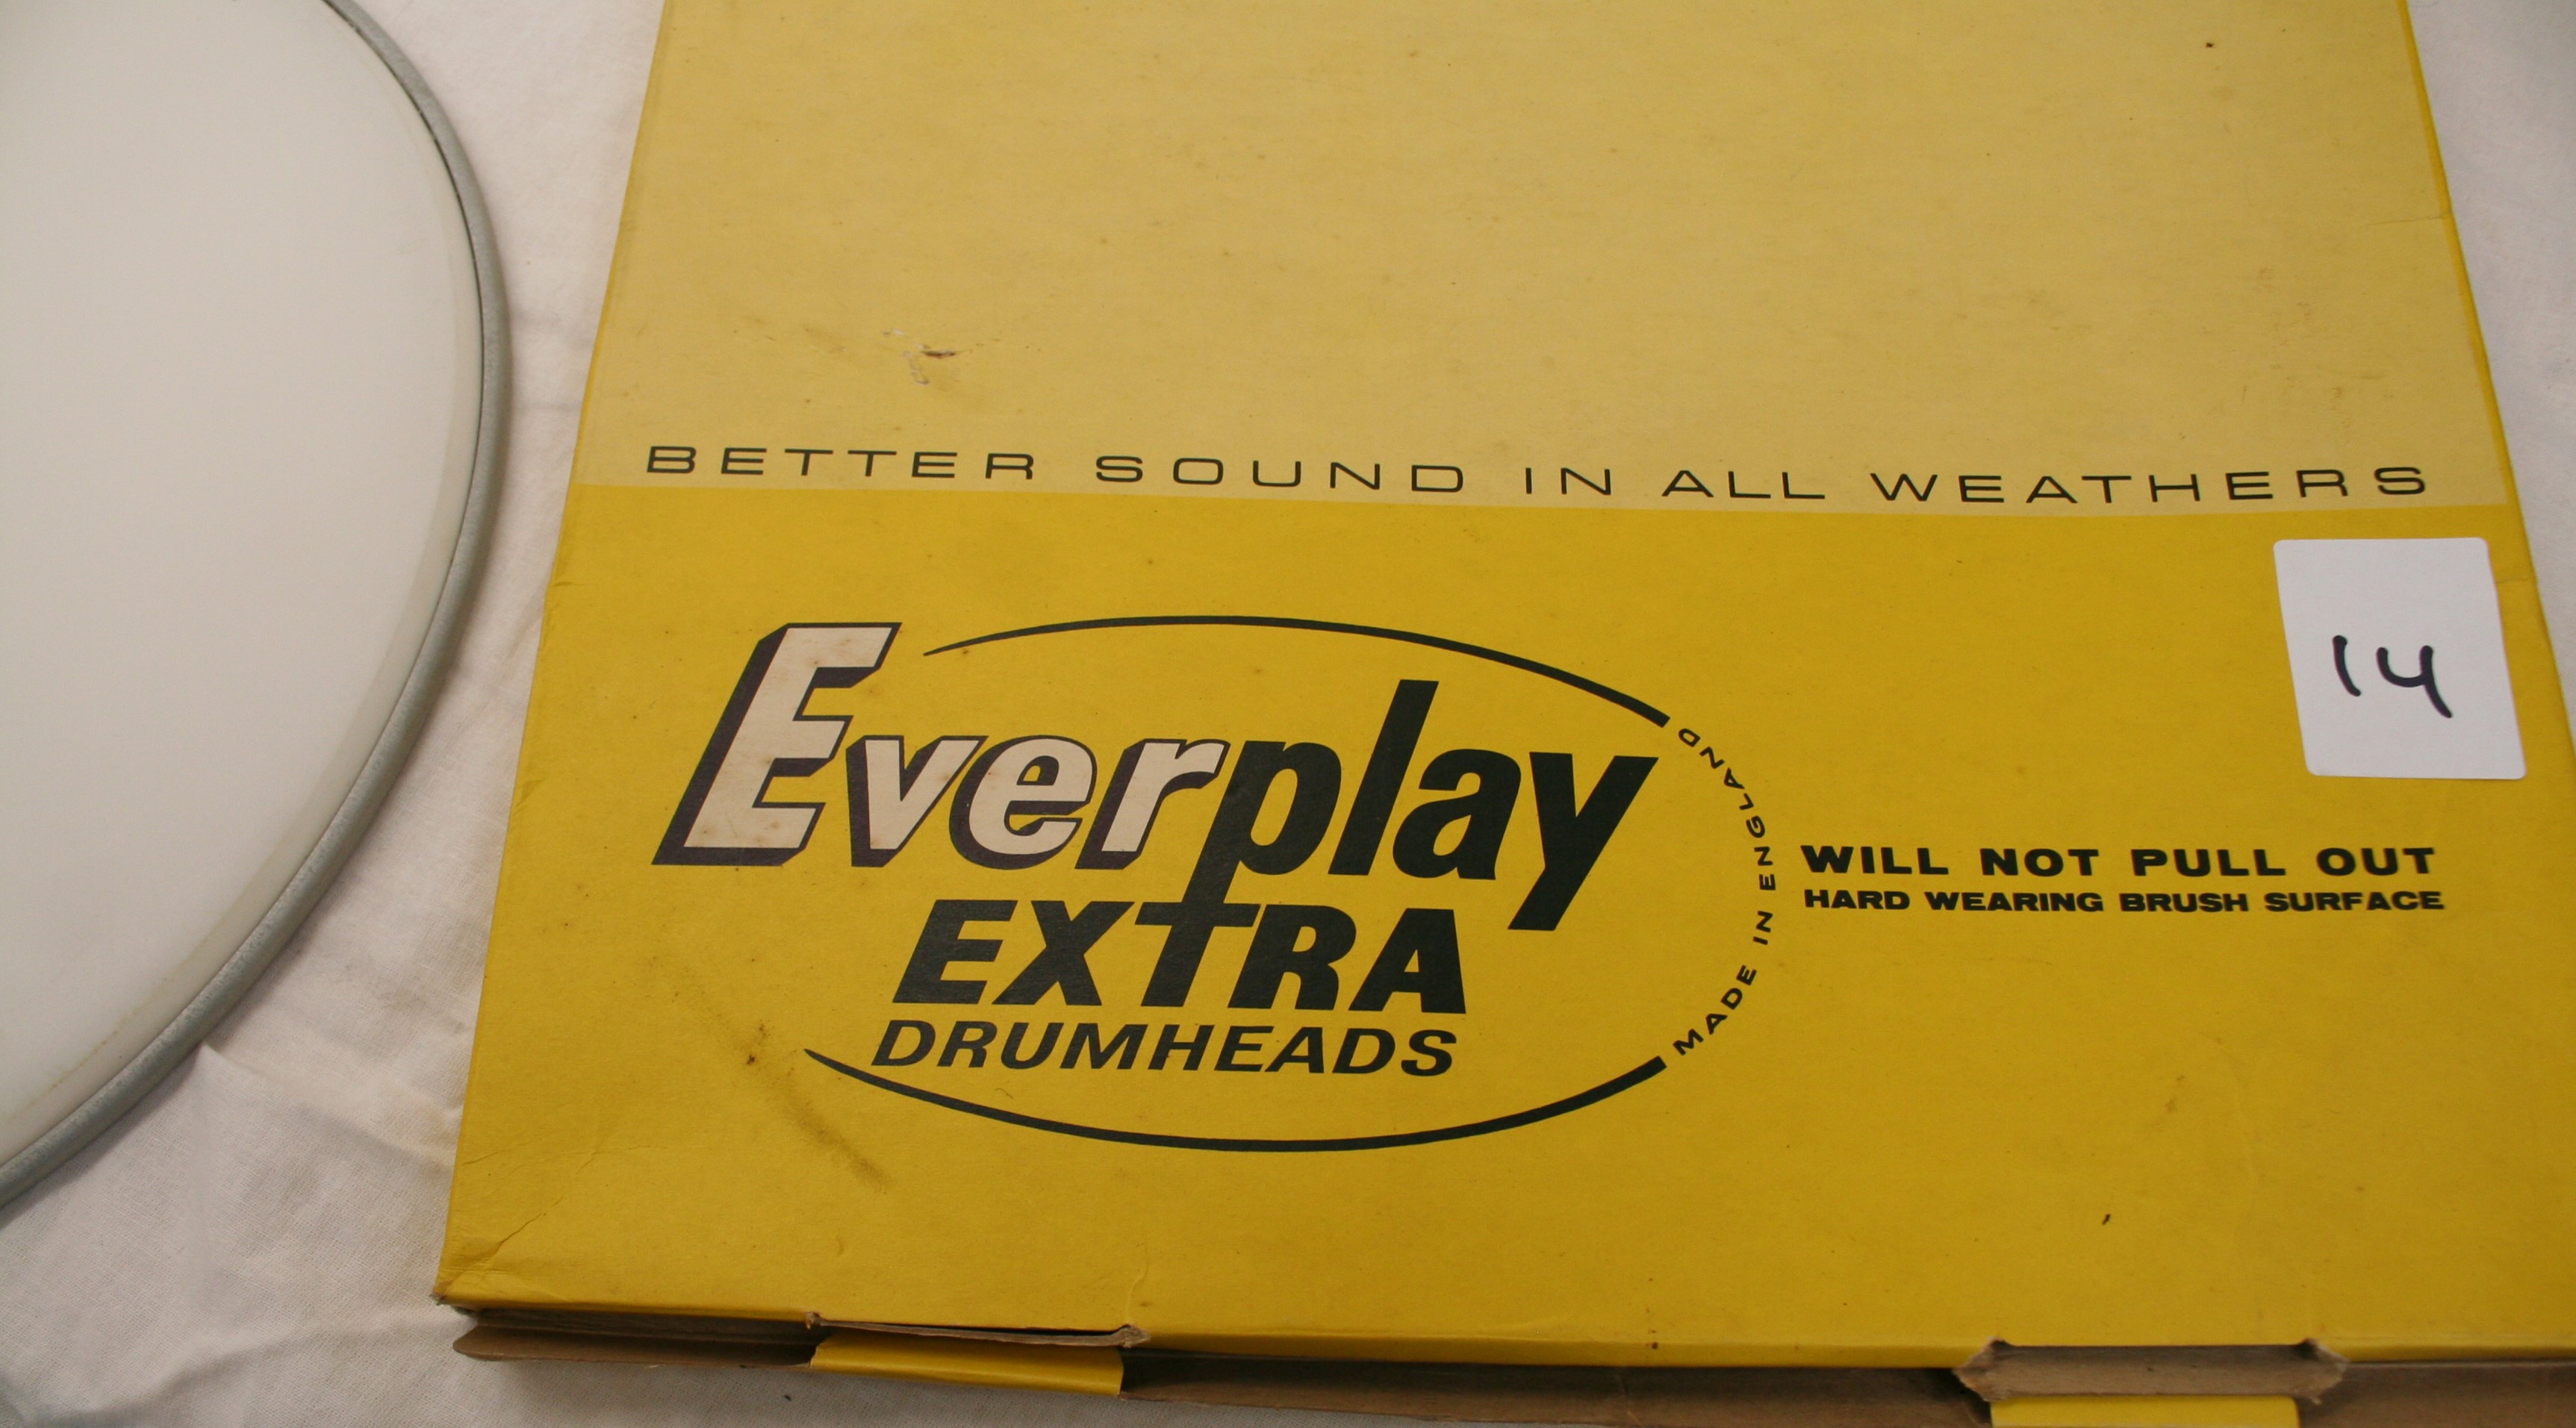 BETTER SOUND IN ALL WEATHERS
14
Everplay
EXTRA
DRUMHEADS
MADE IN ENGLAND
WILL NOT PULL OUT
HARD WEARING BRUSH SURFACE